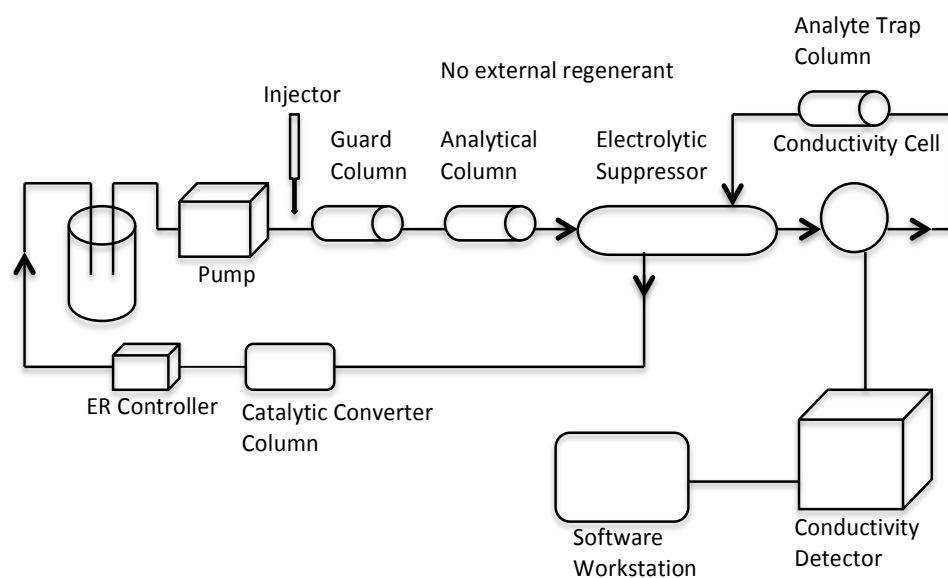 Analyte Trap
Column
No external regenerant
Injector
Guard
Column
Analytical
Column
Electrolytic
Suppressor
Conductivity Cell
Pump
ER Controller
Catalytic Converter
Column
Software
Workstation
Conductivity
Detector